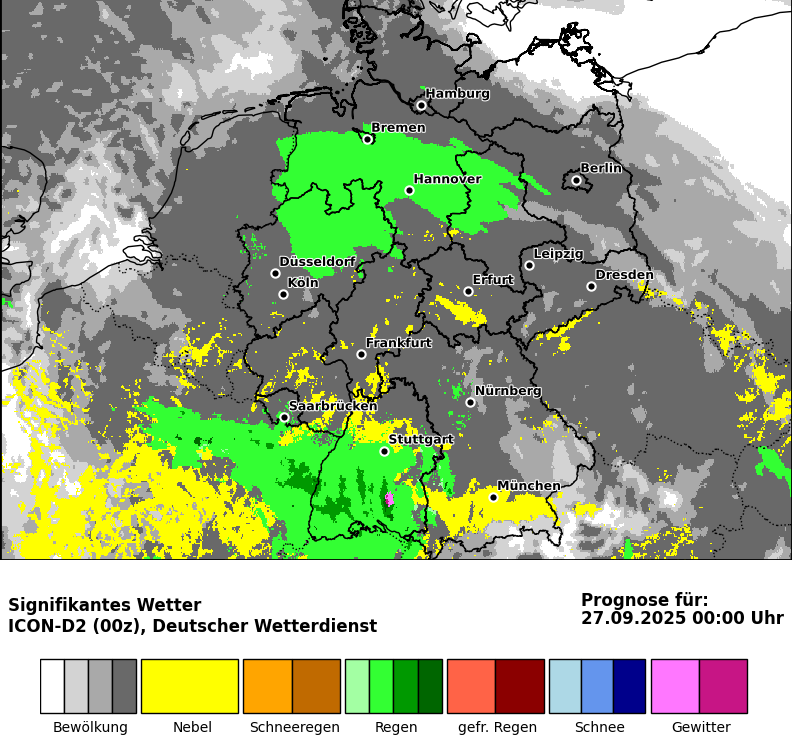 Hamburg
Bremen
Berlin
Hannover
Leipzig
Düsseldorf
Dresden
Erfurt
Köln
Frankfurt
Nürnberg
Saarbrücken
Stuttgart
München
Signifikantes Wetter
ICON-D2 (00z), Deutscher Wetterdienst
Prognose für:
27.09.2025 00:00 Uhr
Bewölkung Nebel Schneeregen Regen gefr. Regen Schnee Gewitter